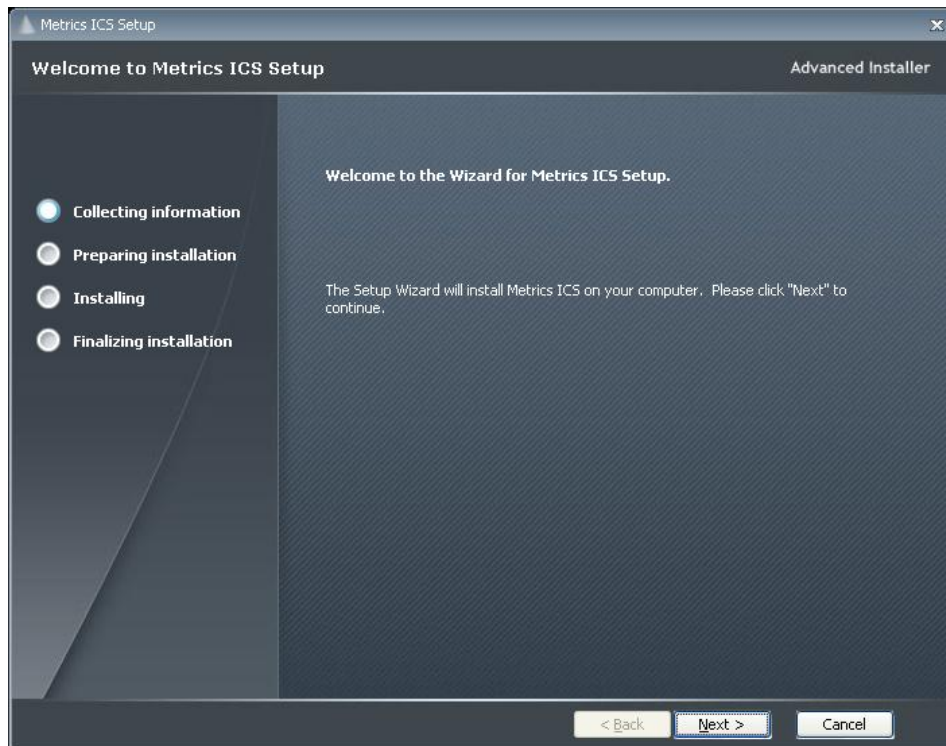 Metrics ICS Setup
Welcome to Metrics ICS Setup
Advanced Installer
Collecting information
Preparing installation
Installing
Finalizing installation
Welcome to the Wizard for Metrics ICS Setup.
The Setup Wizard will install Metrics ICS on your computer.  Please click "Next" to
continue.
< Back
Next >
Cancel